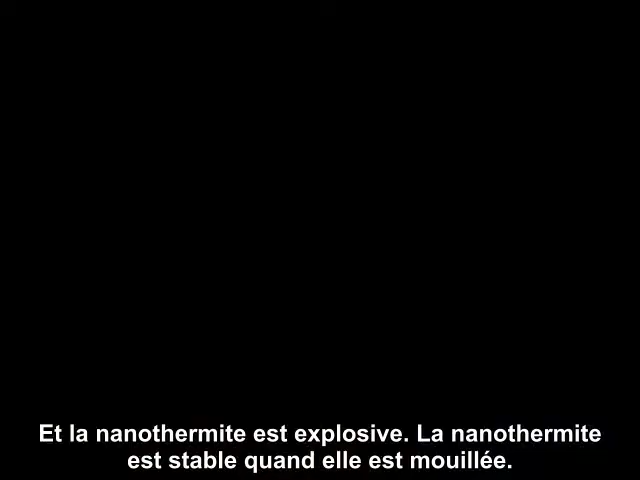 Et la nanothermite est explosive. La nanothermite
est stable quand elle est mouillée.